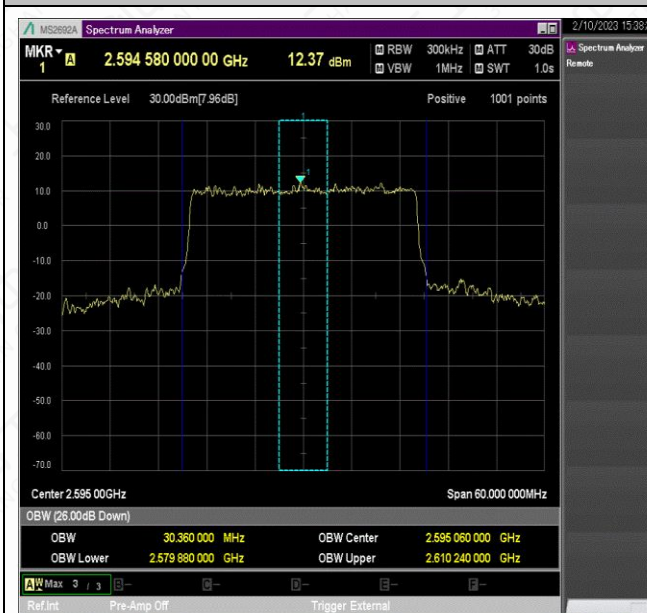 MS2692A Spectrum Analyzer
2/10/2023 15:38:
MKR 1 A 2.594 580 000 00 GHz 12.37 dBm M RBW 300kHz M ATT 30dB
M VBW 1MHz M SWT 1.0s
Spectrum Analyzer
Remote
Reference Level 30.00dBm[7.96dB] Positive 1001 points
1
30.0
20.0
1
10.0
0.0
-10.0
-20.0
-30.0
-40.0
-50.0
-60.0
-70.0
Center 2.595 00GHz Span 60.000 000MHz
OBW (26.00dB Down)
OBW 30.360 000 MHz OBW Center 2.595 060 000 GHz
OBW Lower 2.579 880 000 GHz OBW Upper 2.610 240 000 GHz
A W Max 3 / 3 B- C- D- E- F-
Ref.Int Pre-Amp Off Trigger External